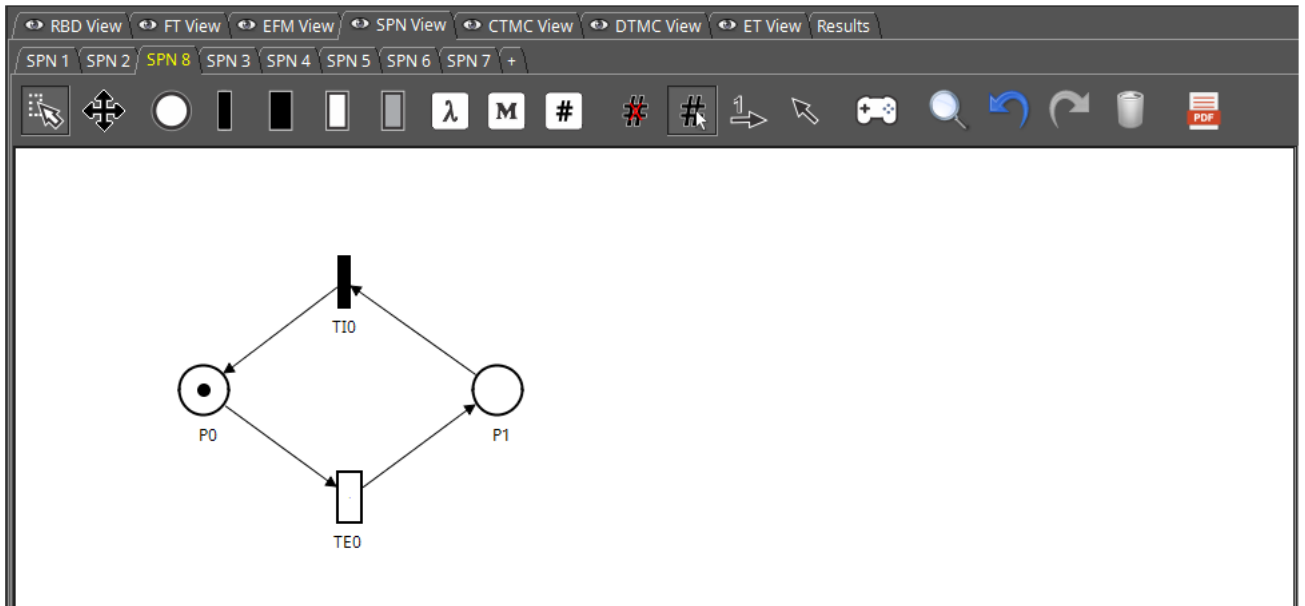 RBD View FT View EFM View SPN View CTMC View DTMC View ET View Results
SPN 1 SPN 2 SPN 8 SPN 3 SPN 4 SPN 5 SPN 6 SPN 7 +
λ M # # # 1 PDF
TI0
P0 P1
TE0